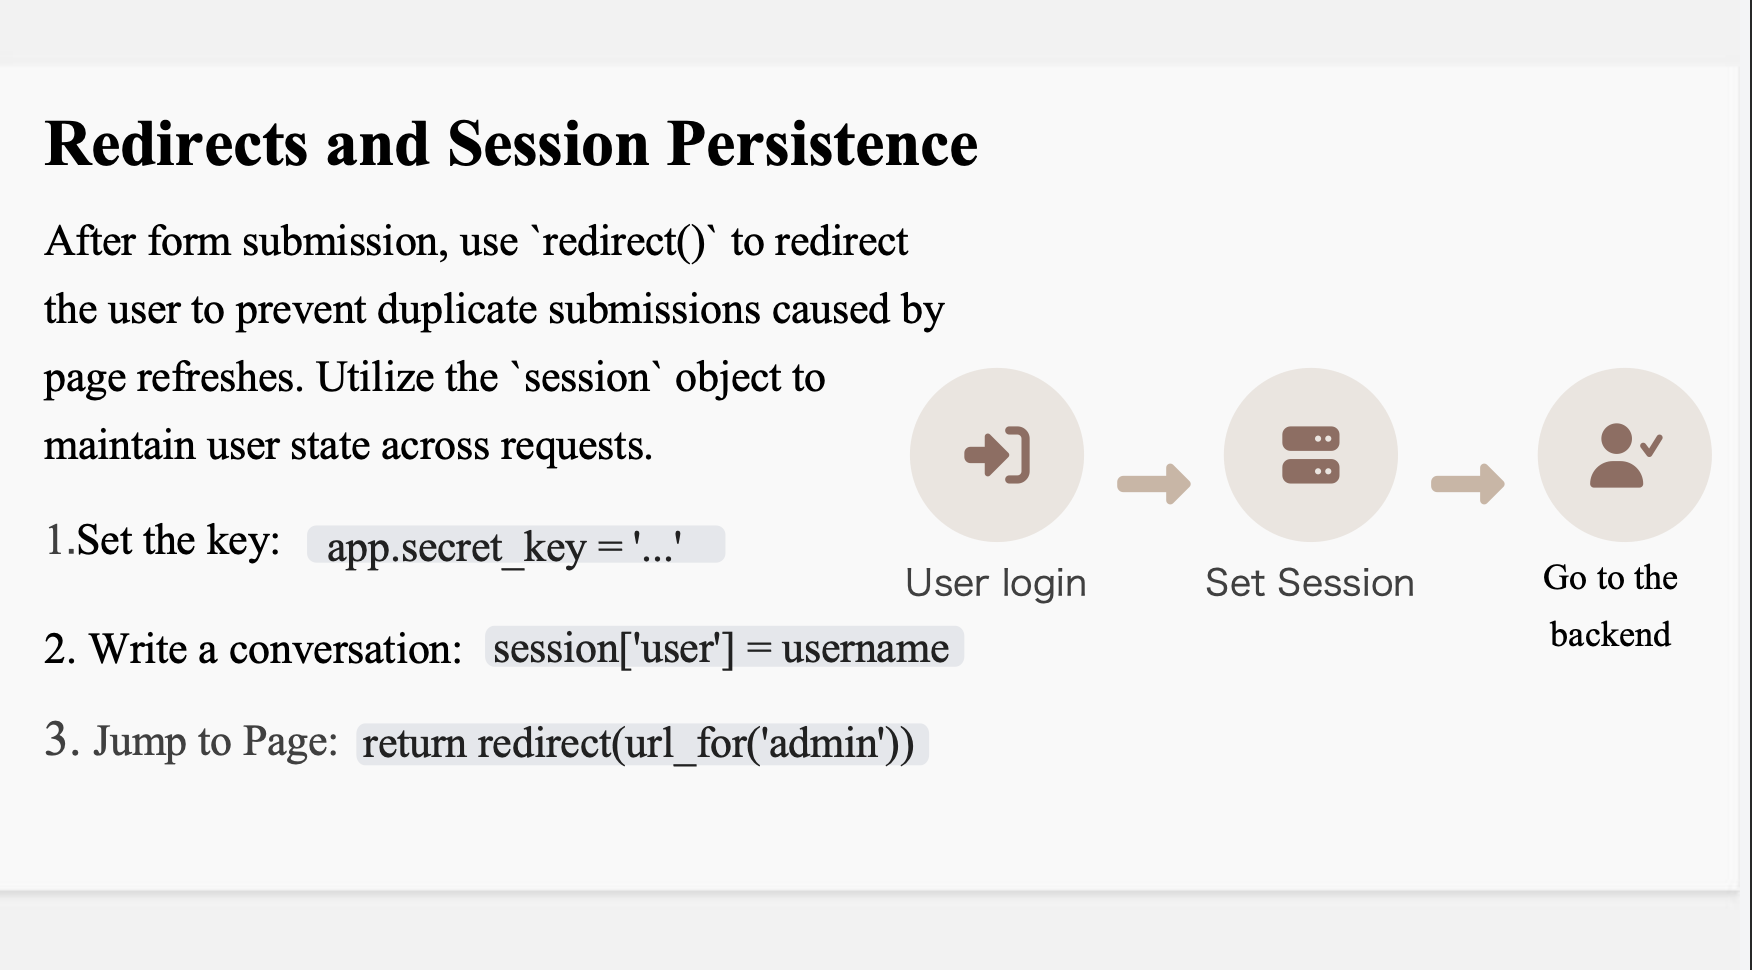 Redirects and Session Persistence
After form submission, use `redirect()` to redirect
the user to prevent duplicate submissions caused by
page refreshes. Utilize the `session` object to
maintain user state across requests.
1.Set the key: app.secret_key = '...'
2. Write a conversation: session['user'] = username
3. Jump to Page: return redirect(url_for('admin'))
User login
Set Session
Go to the
backend